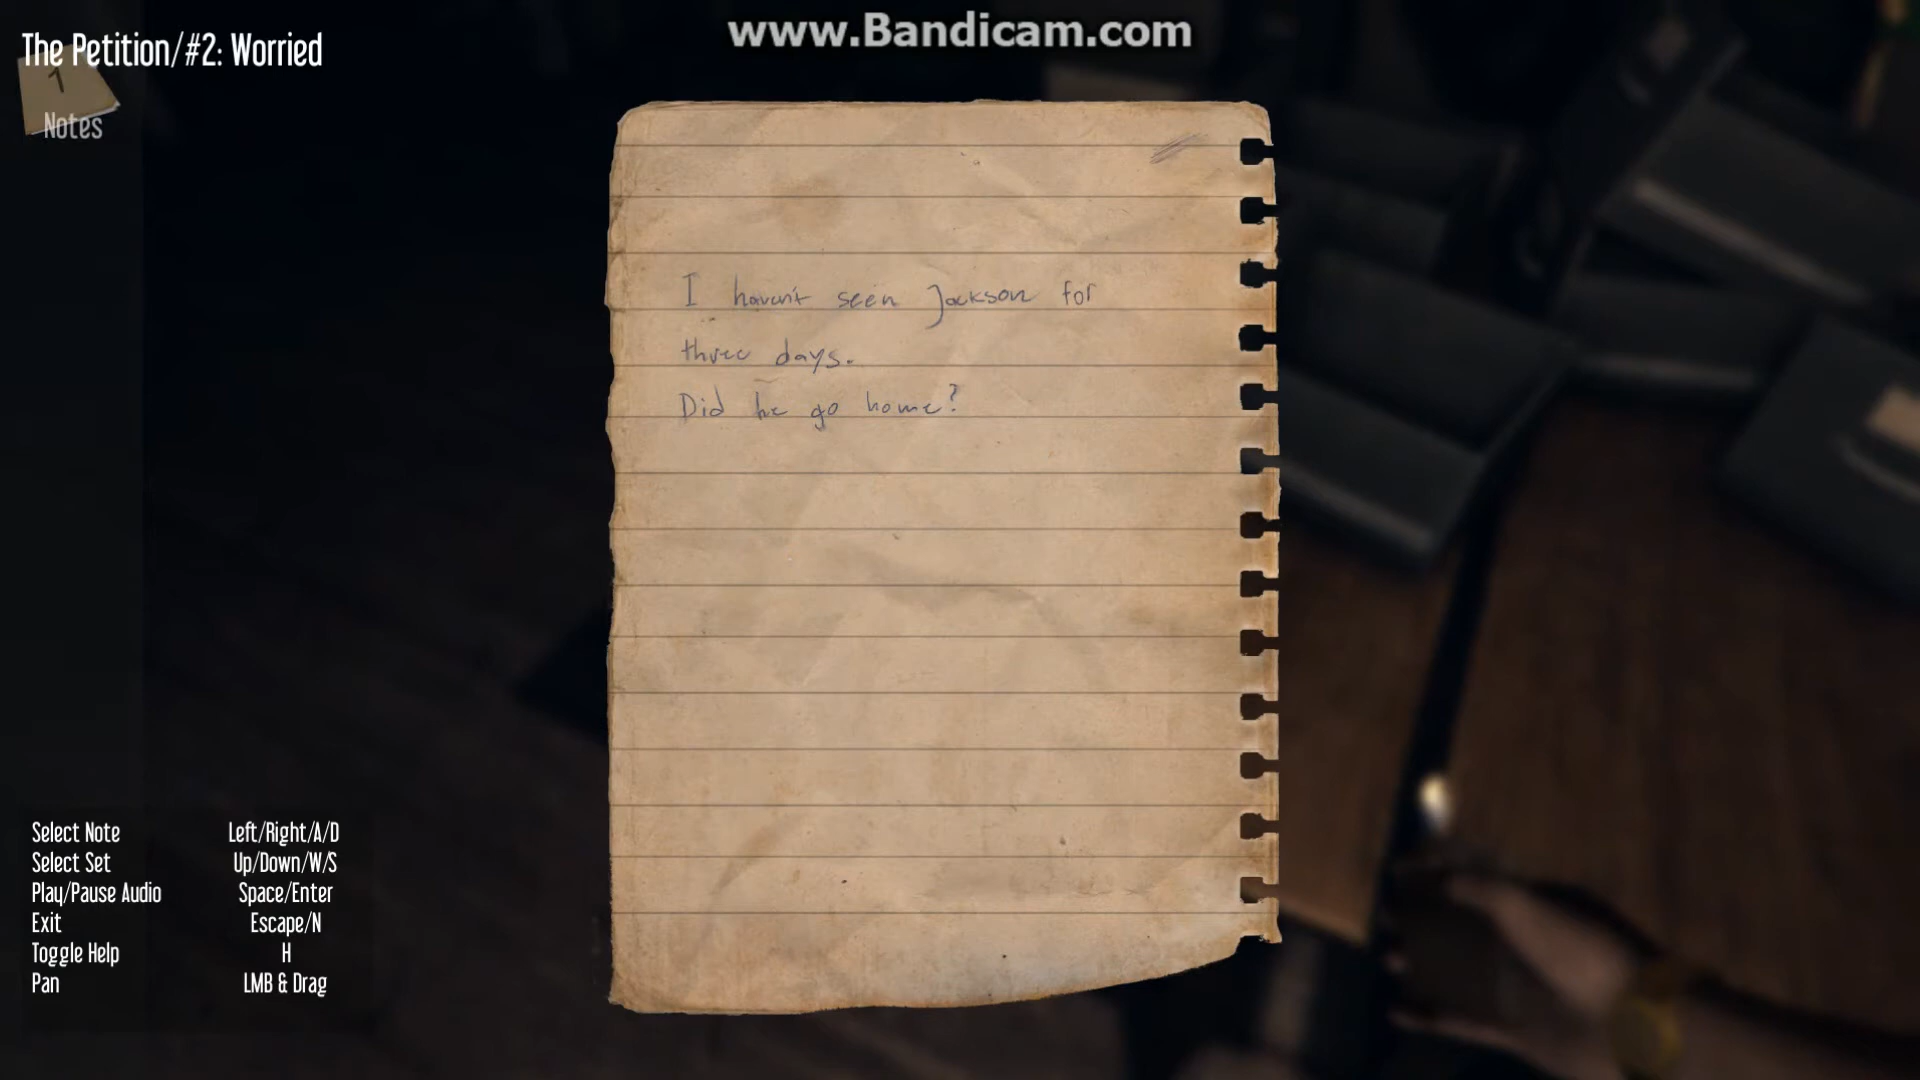 www.Bandicam.com
The Petition/#2: Worried
1
Notes
I haven't seen Jackson for
three days.
Did he go home?
Select Note Left/Right/A/D
Select Set Up/Down/W/S
Play/Pause Audio Space/Enter
Exit Escape/N
Toggle Help H
Pan LMB & Drag